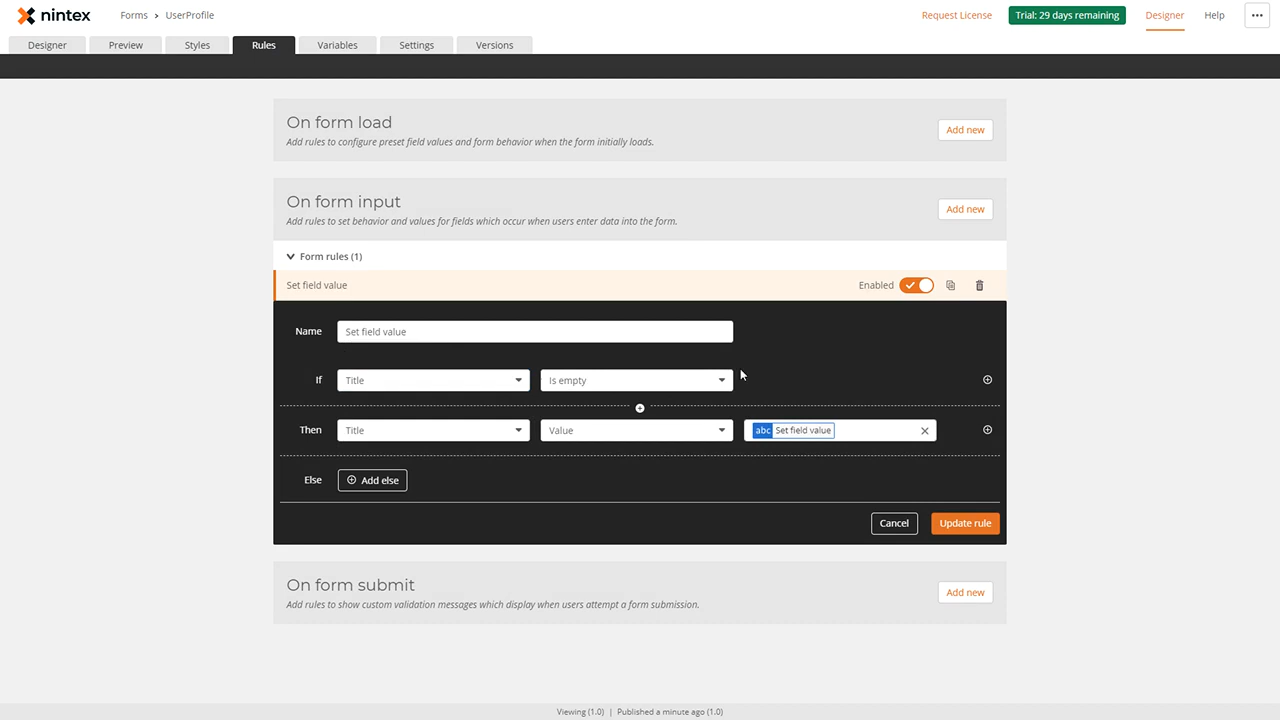 nintex
Forms > UserProfile
Request License
Trial: 29 days remaining
Designer
Help
Designer
Preview
Styles
Rules
Variables
Settings
Versions
On form load
Add rules to configure preset field values and form behavior when the form initially loads.
Add new
On form input
Add rules to set behavior and values for fields which occur when users enter data into the form.
Add new
Form rules (1)
Set field value
Enabled
Name
Set field value
If
Title
Is empty
Then
Title
Value
abc Set field value
Else
Add else
Cancel
Update rule
On form submit
Add rules to show custom validation messages which display when users attempt a form submission.
Add new
Viewing (1.0) | Published a minute ago (1.0)